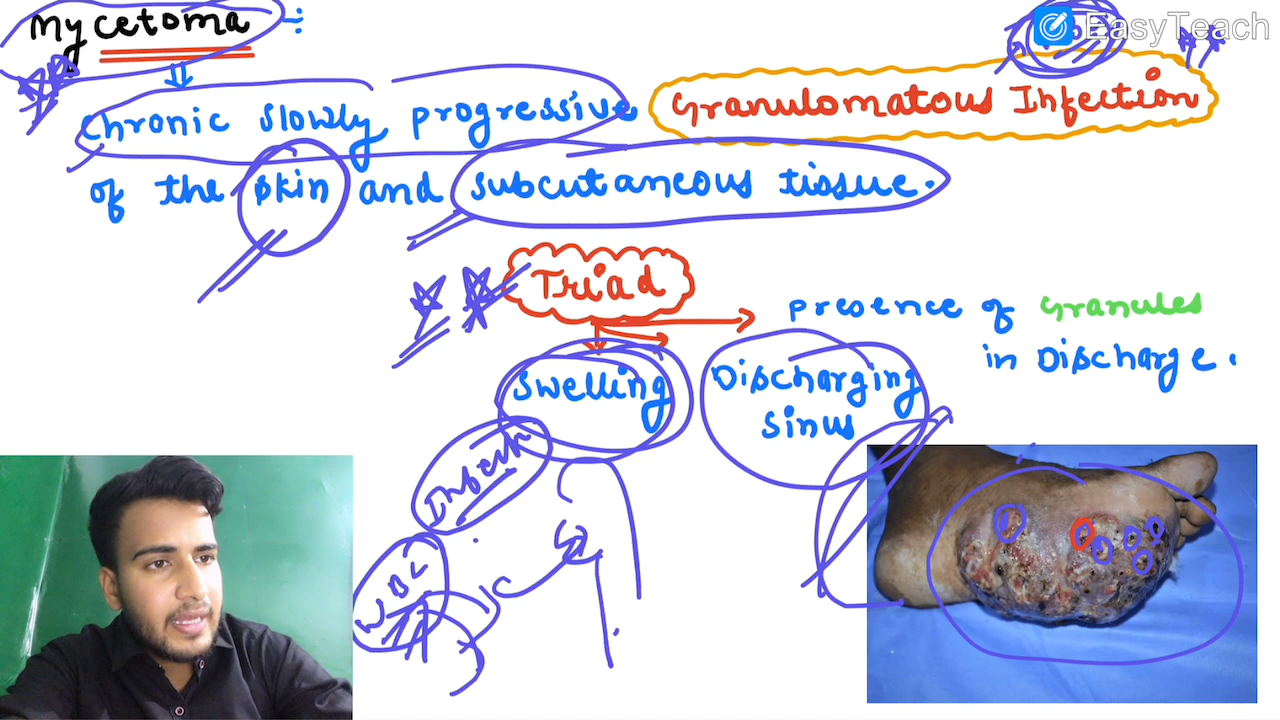 Mycetoma -:
EasyTeach
Chronic slowly progressive Granulomatous Infection
of the skin and subcutaneous tissue.
Triad
presence of Granules
in Discharge.
Swelling
Discharging
sinus
WBC